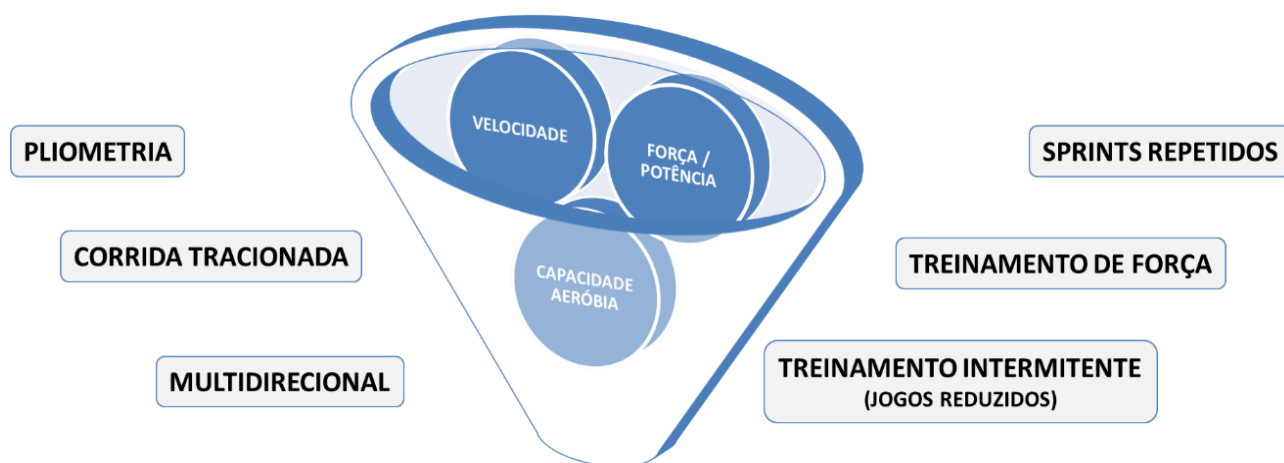 VELOCIDADE
FORÇA /
POTÊNCIA
CAPACIDADE
AERÓBIA
PLIOMETRIA
CORRIDA TRACIONADA
MULTIDIRECIONAL
SPRINTS REPETIDOS
TREINAMENTO DE FORÇA
TREINAMENTO INTERMITENTE
(JOGOS REDUZIDOS)